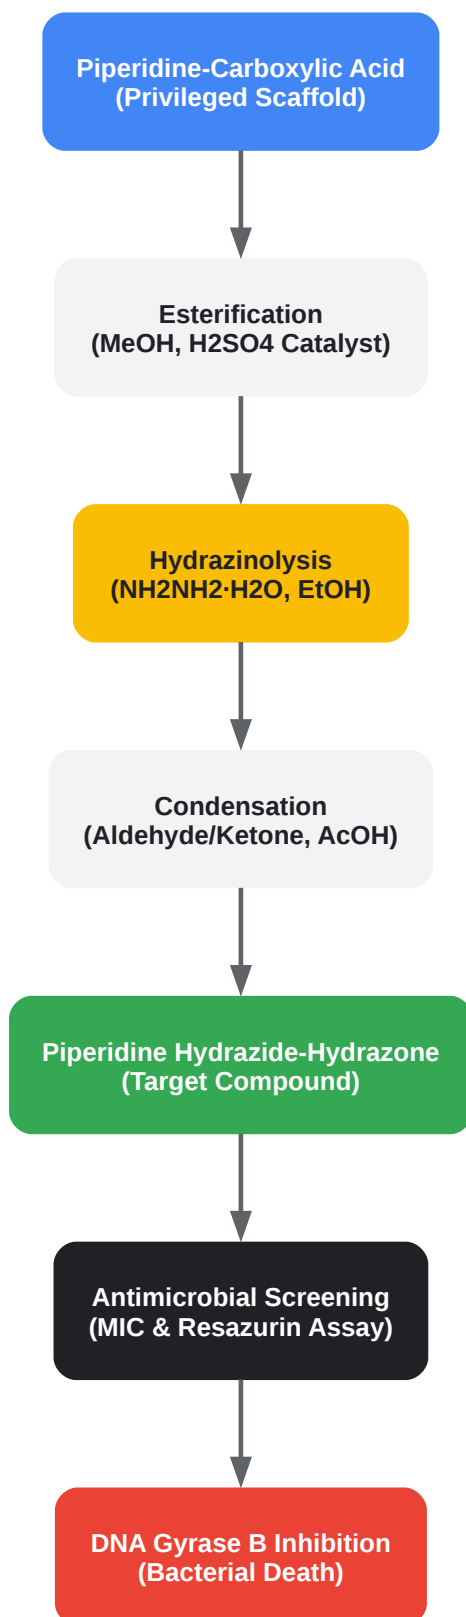 Piperidine-Carboxylic Acid
(Privileged Scaffold)
Esterification
(MeOH, H2SO4 Catalyst)
Hydrazinolysis
(NH2NH2·H2O, EtOH)
Condensation
(Aldehyde/Ketone, AcOH)
Piperidine Hydrazide-Hydrazone
(Target Compound)
Antimicrobial Screening
(MIC & Resazurin Assay)
DNA Gyrase B Inhibition
(Bacterial Death)